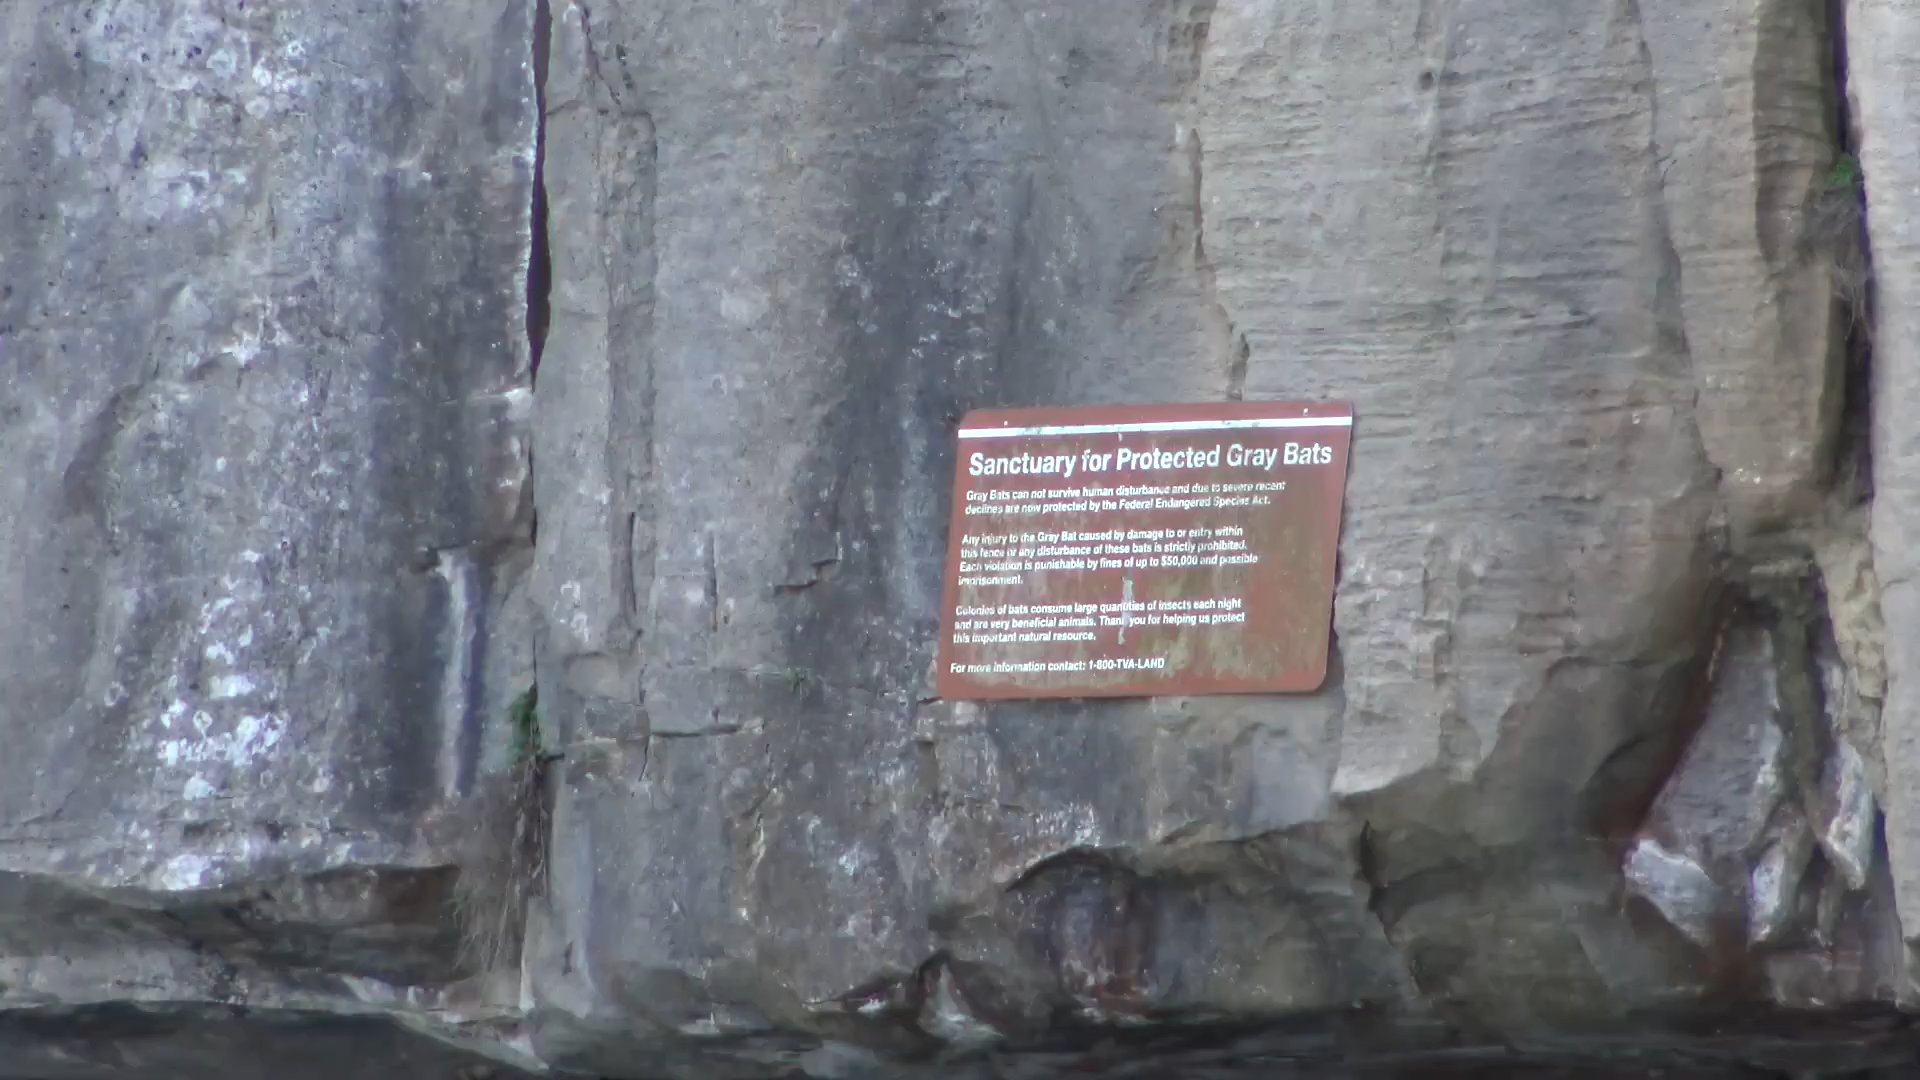 Sanctuary for Protected Gray Bats
Gray Bats can not survive human disturbance and due to severe recent
declines are now protected by the Federal Endangered Species Act.
Any injury to the Gray Bat caused by damage to or entry within
this fence or any disturbance of these bats is strictly prohibited.
Each violation is punishable by fines of up to $50,000 and possible
imprisonment.
Colonies of bats consume large quantities of insects each night
and are very beneficial animals. Thank you for helping us protect
this important natural resource.
For more information contact: 1-800-TVA-LAND